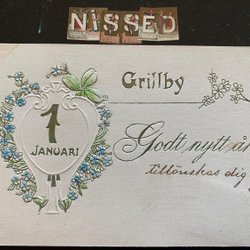 NiSSED
Grillby
1
JANUARI
Godt nytt år
tillönskas dig